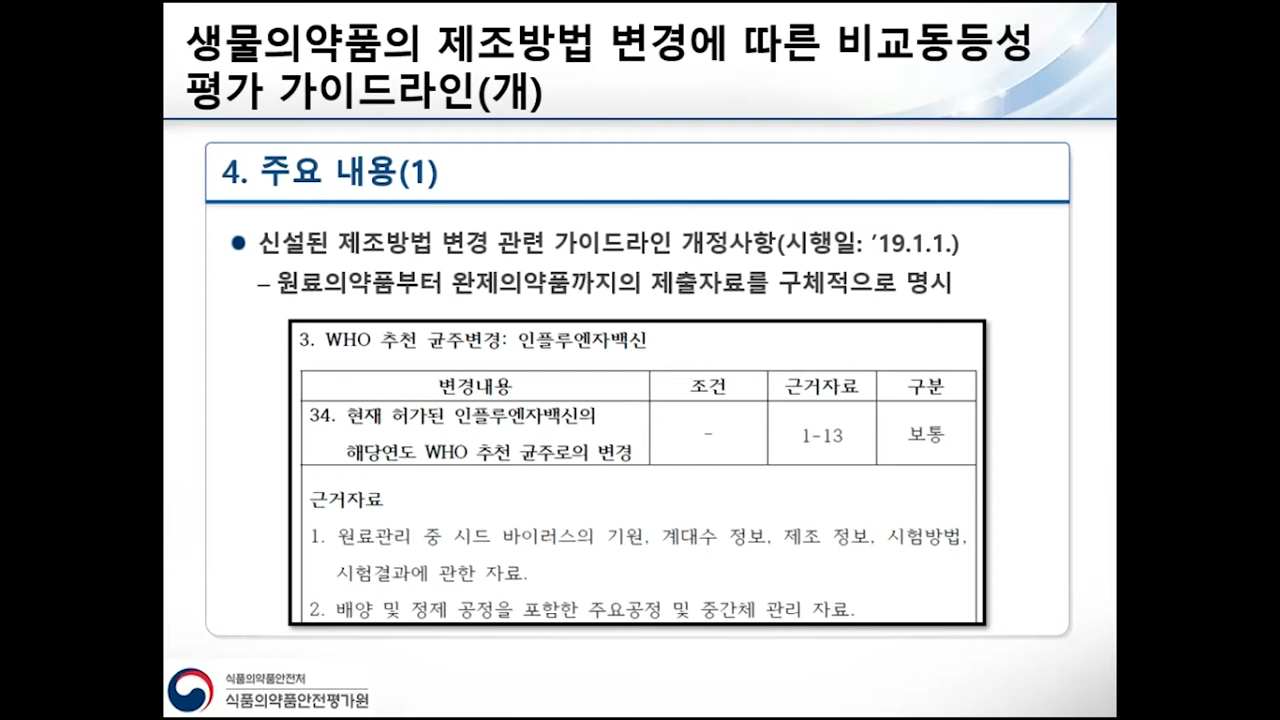 생물의약품의 제조방법 변경에 따른 비교동등성
평가 가이드라인(개)
4. 주요 내용(1)
● 신설된 제조방법 변경 관련 가이드라인 개정사항(시행일: ’19.1.1.)
– 원료의약품부터 완제의약품까지의 제출자료를 구체적으로 명시
3. WHO 추천 균주변경: 인플루엔자백신
변경내용 조건 근거자료 구분
34. 현재 허가된 인플루엔자백신의
해당연도 WHO 추천 균주로의 변경 - 1-13 보통
근거자료
1. 원료관리 중 시드 바이러스의 기원, 계대수 정보, 제조 정보, 시험방법,
시험결과에 관한 자료.
2. 배양 및 정제 공정을 포함한 주요공정 및 중간체 관리 자료.
식품의약품안전처
식품의약품안전평가원